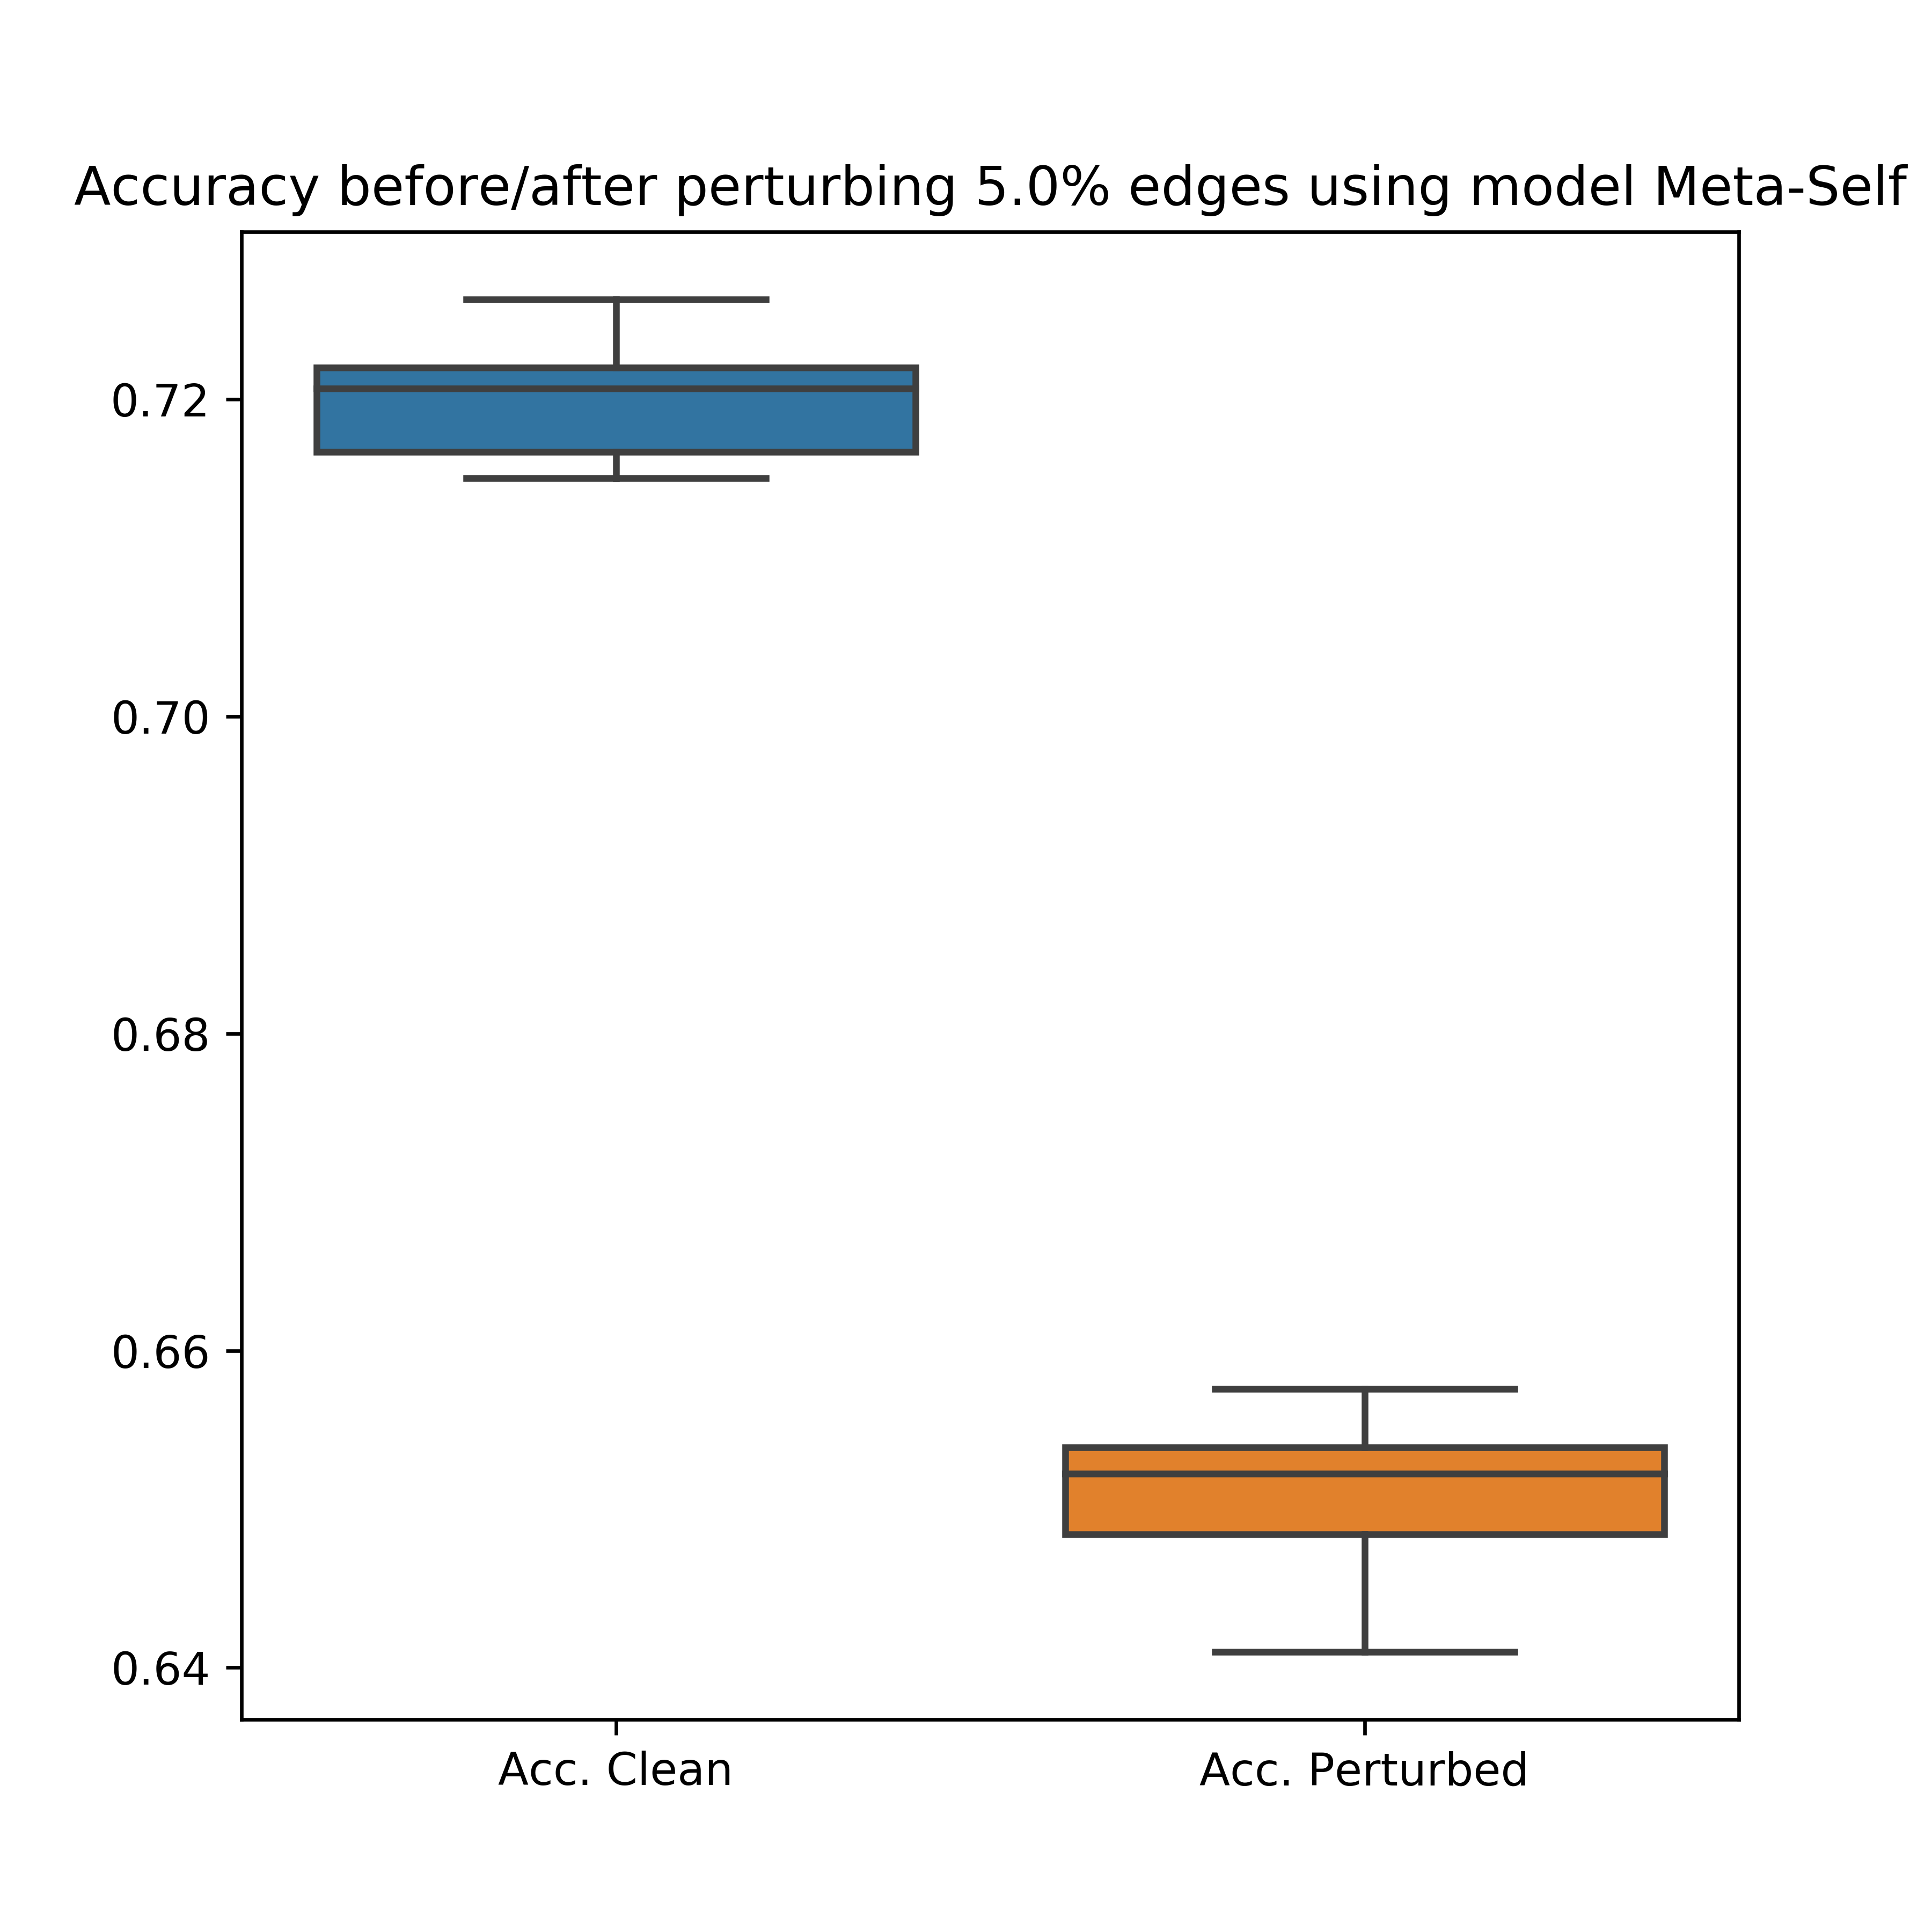 Accuracy before/after perturbing 5.0% edges using model Meta-Self
0.72
0.70
0.68
0.66
0.64
Acc. Clean
Acc. Perturbed